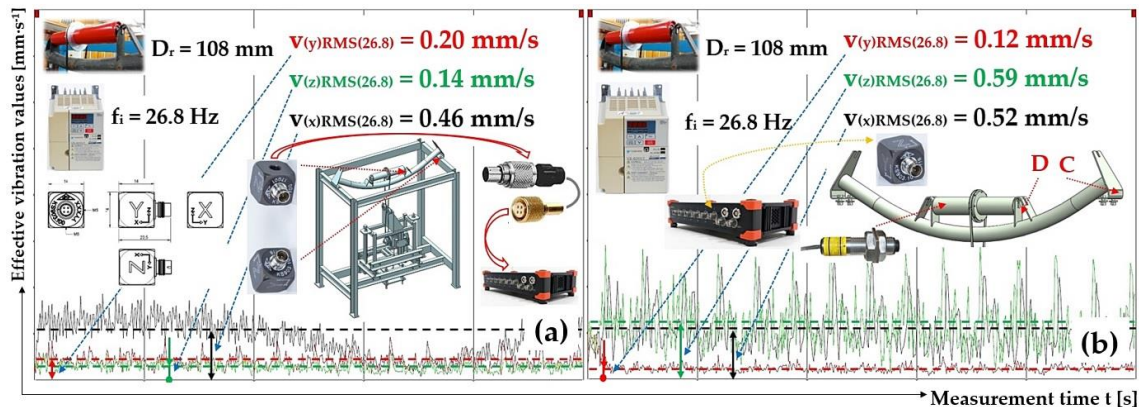 Effective vibration values [mm·s⁻¹]
Dᵣ = 108 mm
fᵢ = 26.8 Hz
v(y)RMS(26.8) = 0.20 mm/s
v(z)RMS(26.8) = 0.14 mm/s
v(x)RMS(26.8) = 0.46 mm/s
Y
X
Z
(a)
Dᵣ = 108 mm
fᵢ = 26.8 Hz
v(y)RMS(26.8) = 0.12 mm/s
v(z)RMS(26.8) = 0.59 mm/s
v(x)RMS(26.8) = 0.52 mm/s
D C
(b)
Measurement time t [s]